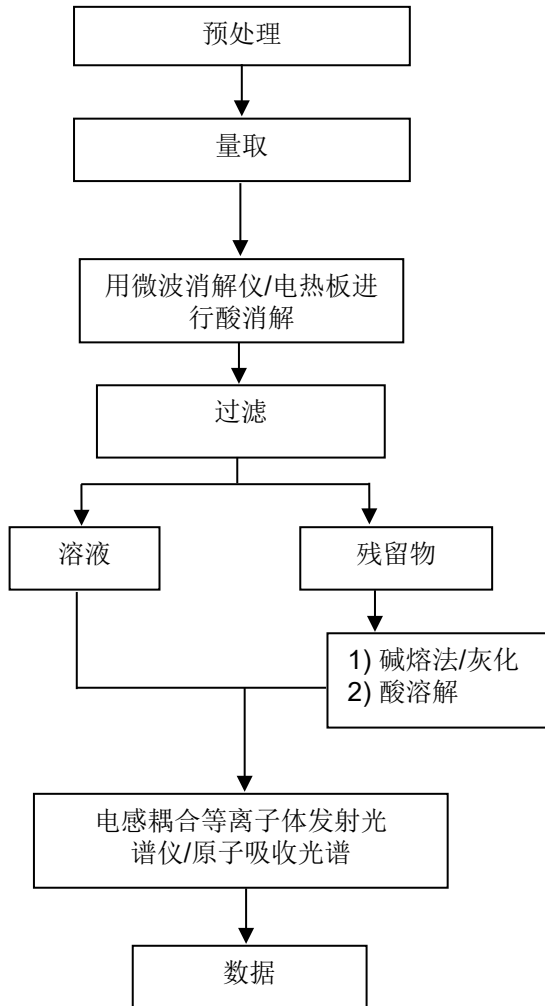 预处理
量取
用微波消解仪/电热板进
行酸消解
过滤
溶液
残留物
1) 碱熔法/灰化
2) 酸溶解
电感耦合等离子体发射光
谱仪/原子吸收光谱
数据